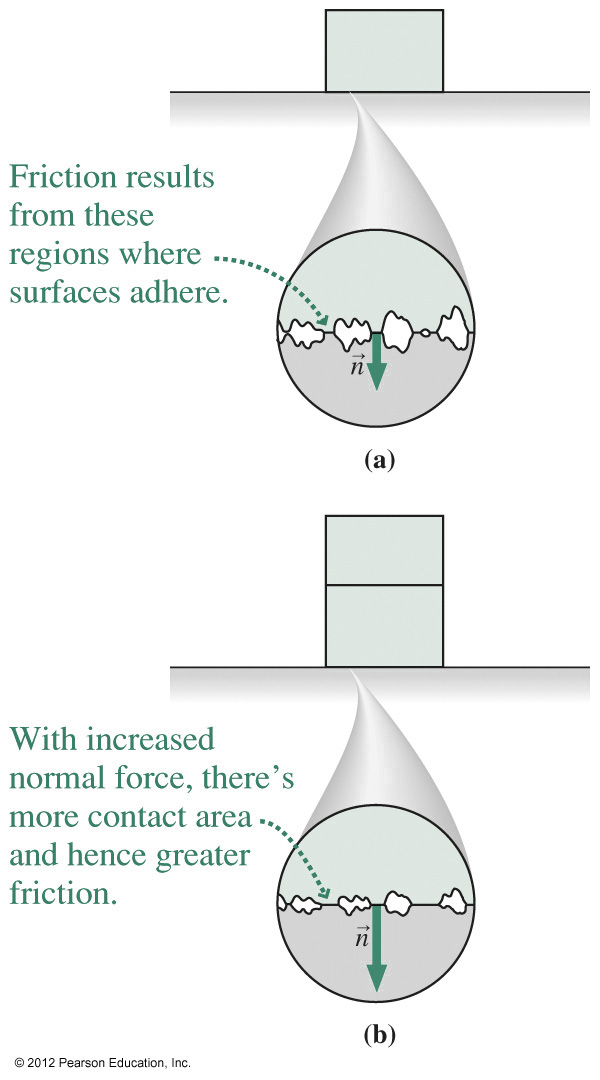 Friction results
from these
regions where
surfaces adhere.
n
(a)
With increased
normal force, there's
more contact area
and hence greater
friction.
n
(b)
© 2012 Pearson Education, Inc.